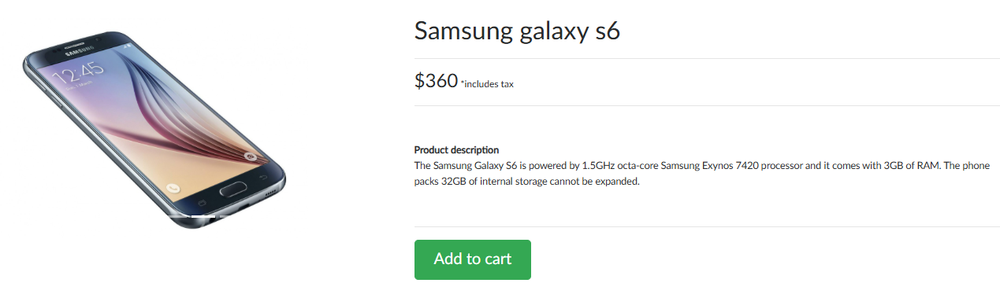 SAMSUNG
12:45
Samsung galaxy s6
$360 *includes tax
Product description
The Samsung Galaxy S6 is powered by 1.5GHz octa-core Samsung Exynos 7420 processor and it comes with 3GB of RAM. The phone
packs 32GB of internal storage cannot be expanded.
Add to cart